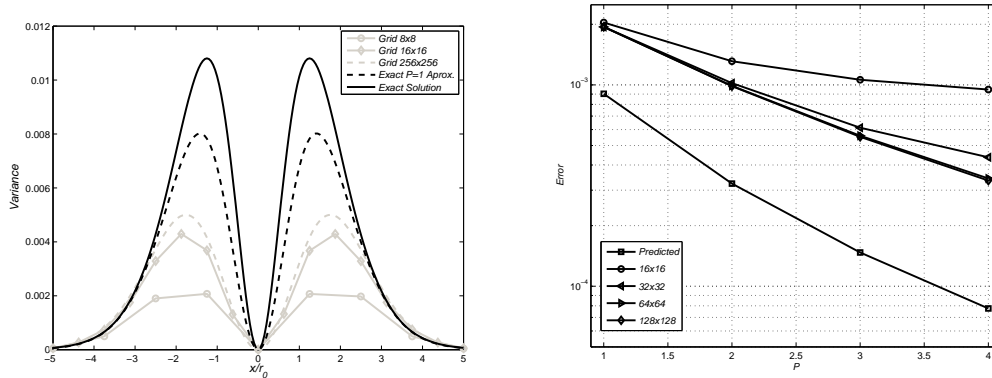 0.012
0.01
0.008
0.006
0.004
0.002
0
Variance
−5 −4 −3 −2 −1 0 1 2 3 4 5
x/r0
Grid 8x8
Grid 16x16
Grid 256x256
Exact P=1 Aprox.
Exact Solution
10−3
10−4
Error
1 1.5 2 2.5 3 3.5 4
P
Predicted
16x16
32x32
64x64
128x128